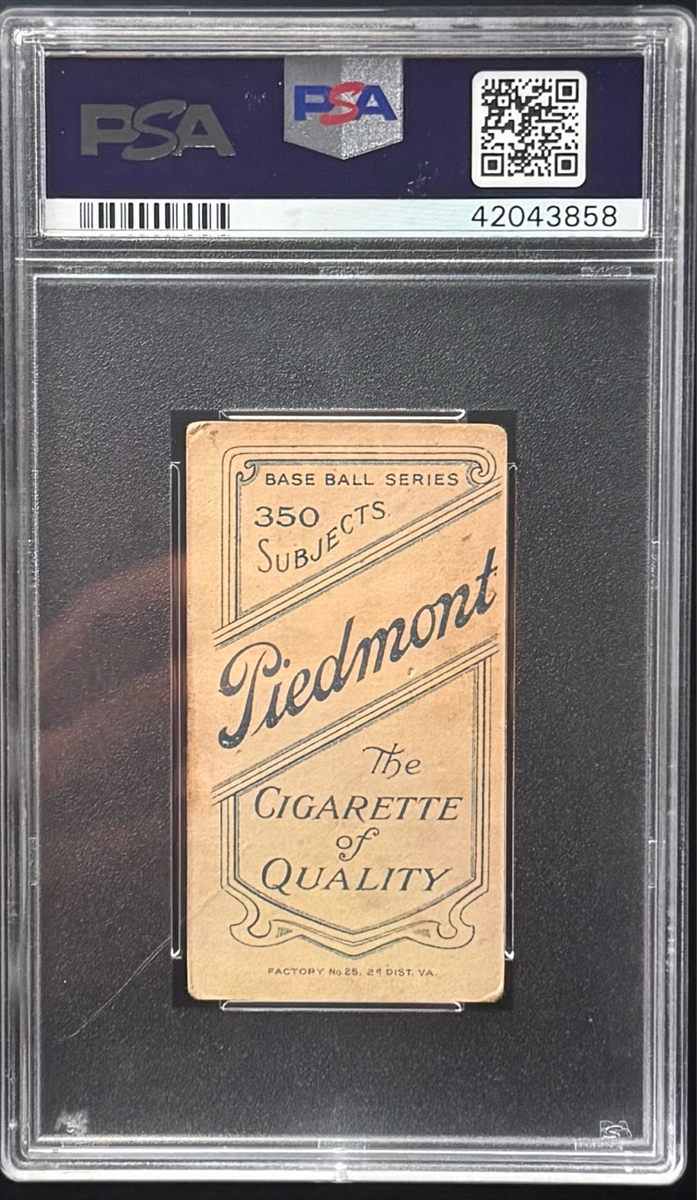 PSA
PSA
42043858
BASE BALL SERIES
350
SUBJECTS
Piedmont
The
CIGARETTE
of
QUALITY
FACTORY No. 25, 2d DIST. VA.
PSA